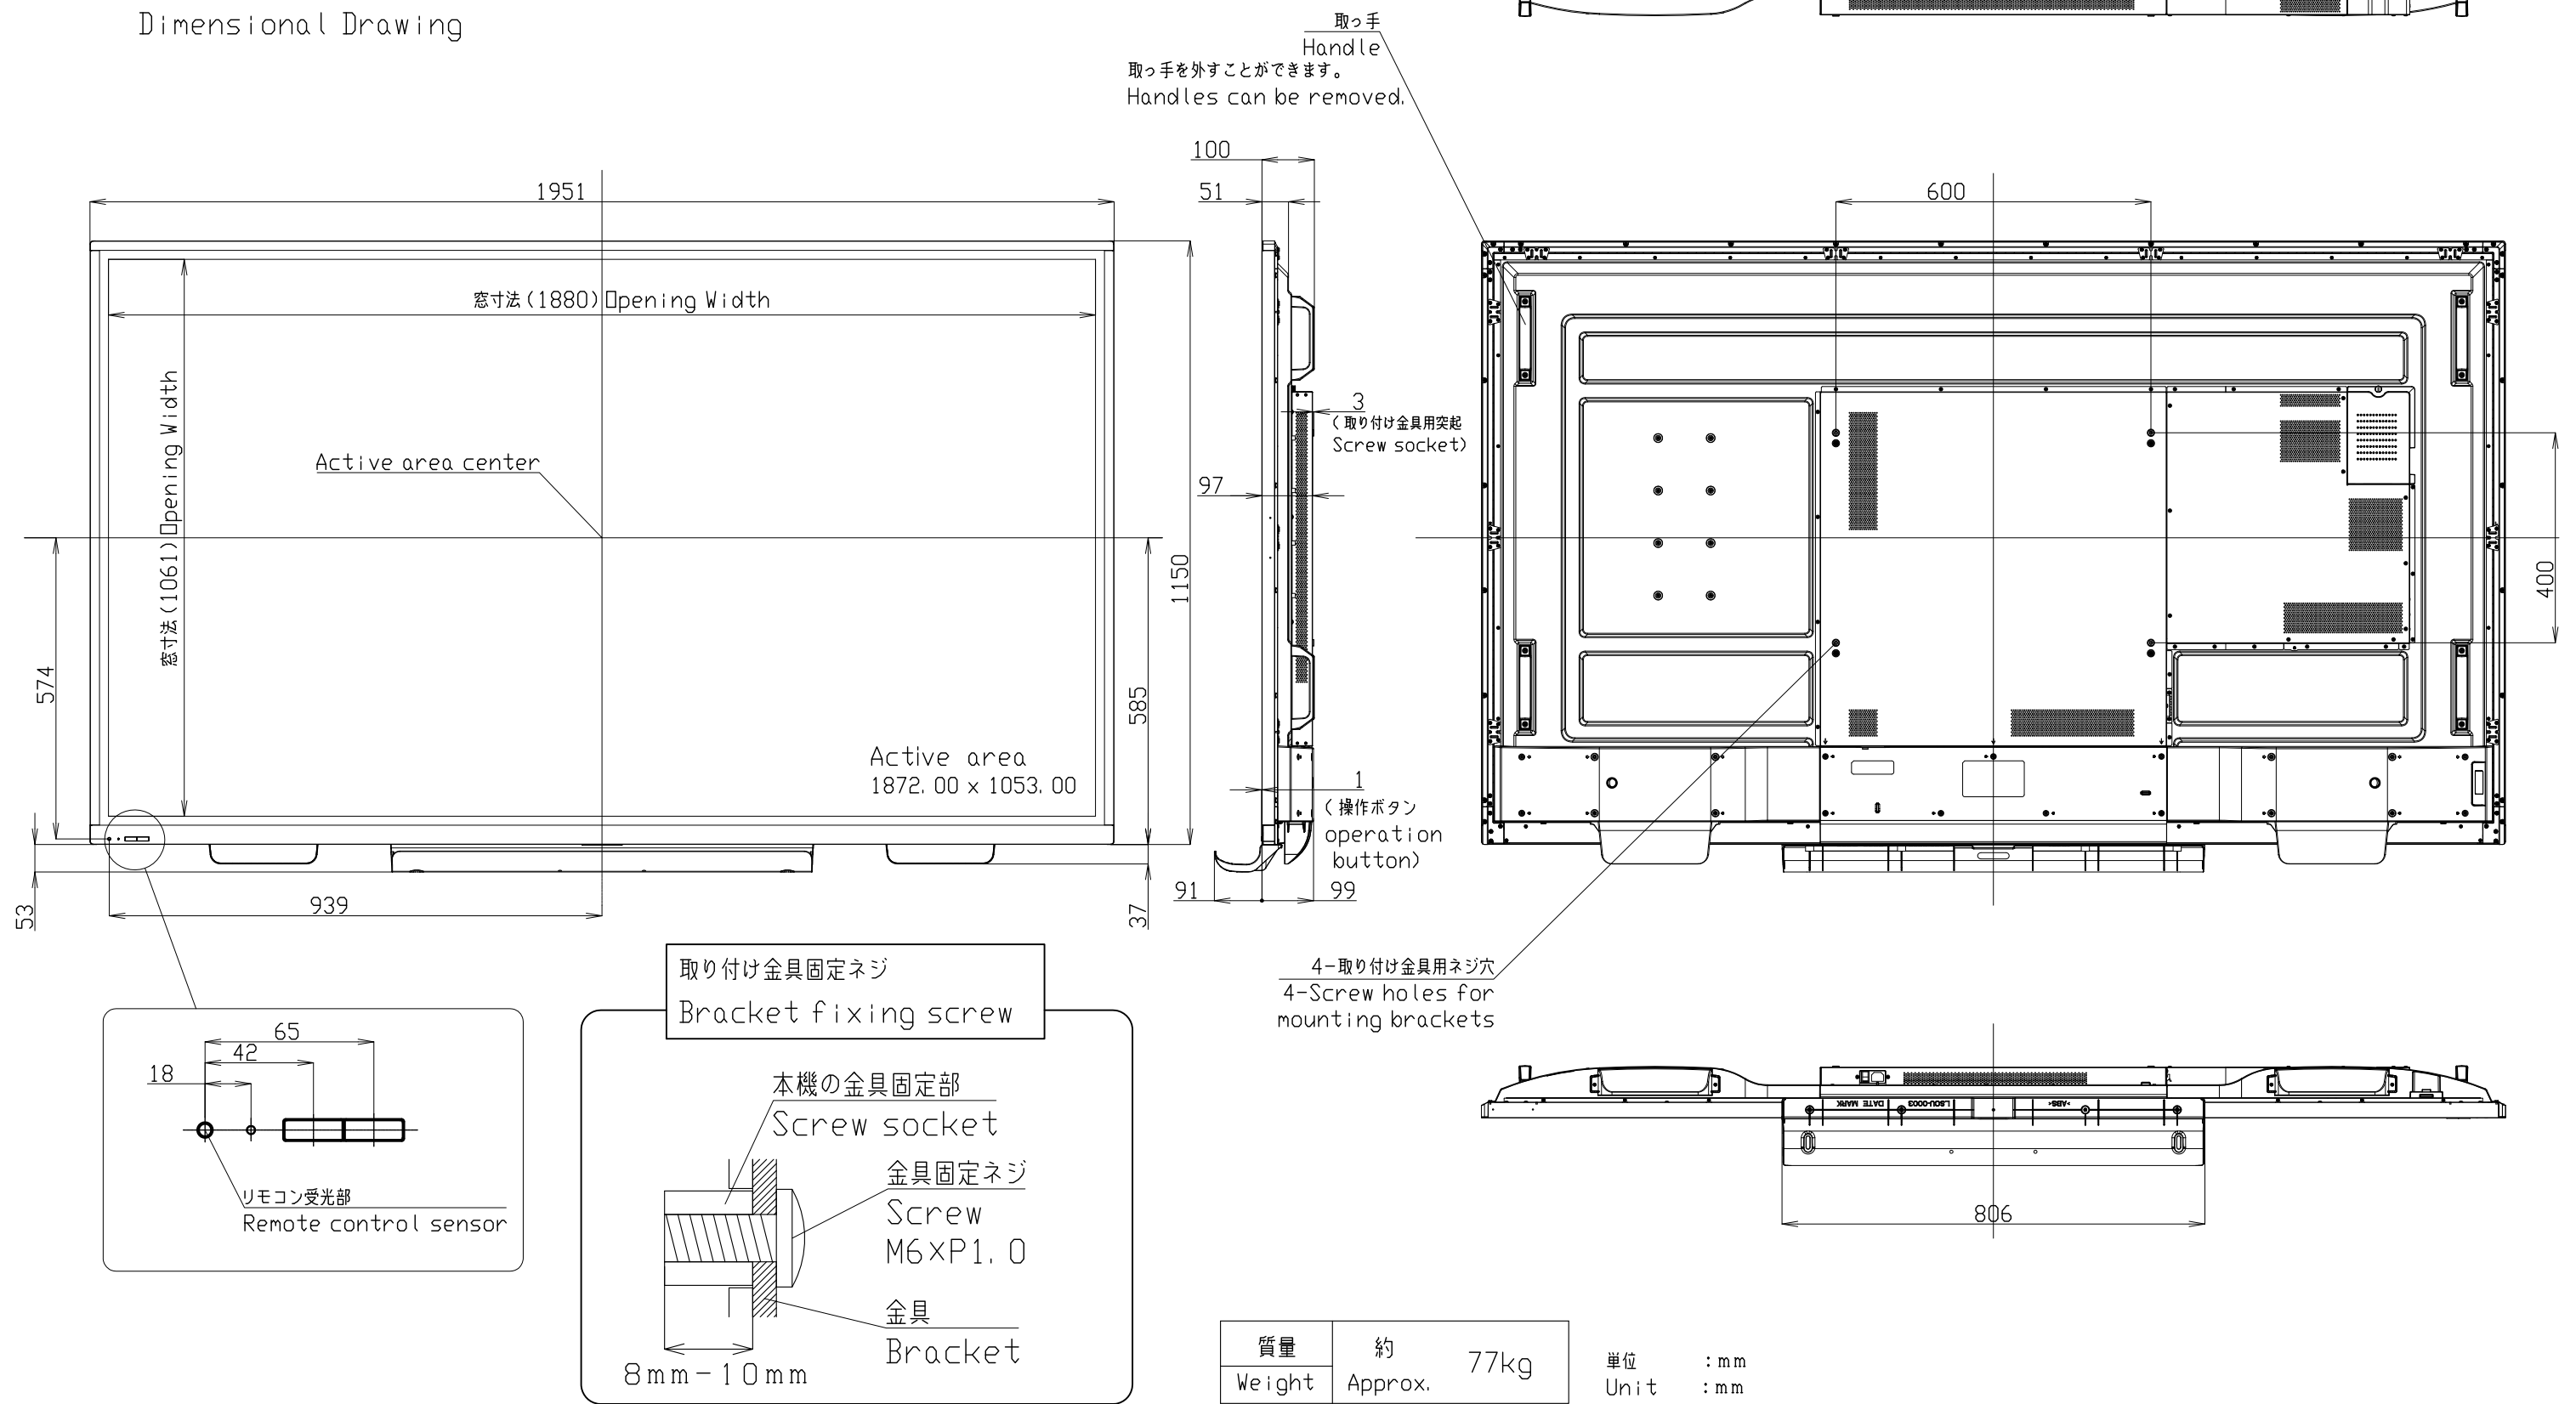 Dimensional Drawing
取っ手
Handle
取っ手を外すことができます。
Handles can be removed.
100
51
1951
600
窓寸法(1880)□pening Width
窓寸法(1061)□pening Width
Active area center
3
(取り付け金具用突起
Screw socket)
97
400
1150
574
585
Active area
1872.00 x 1053.00
1
(操作ボタン
operation
button)
91
99
53
939
37
4-取り付け金具用ネジ穴
4-Screw holes for
mounting brackets
65
42
18
リモコン受光部
Remote control sensor
取り付け金具固定ネジ
Bracket fixing screw
本機の金具固定部
Screw socket
金具固定ネジ
Screw
M6×P1.0
金具
Bracket
8mm-10mm
DATE MARK
LSOU-0003
>ABS<
806
質量 約 77kg
Weight Approx.
単位 :mm
Unit :mm